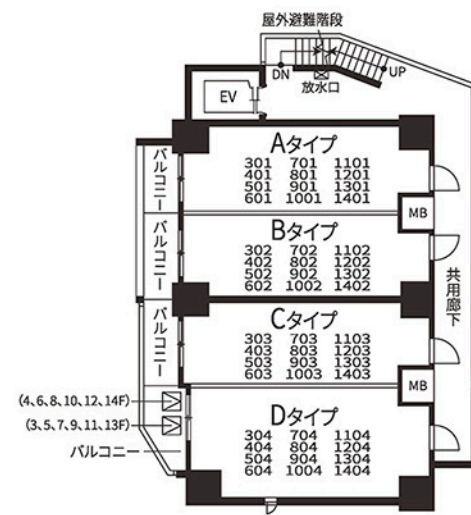 屋外避難階段
DN
UP
放水口
EV
Aタイプ
301 701 1101
401 801 1201
501 901 1301
601 1001 1401
バルコニー
MB
Bタイプ
302 702 1102
402 802 1202
502 902 1302
602 1002 1402
バルコニー
共用廊下
Cタイプ
303 703 1103
403 803 1203
503 903 1303
603 1003 1403
バルコニー
MB
Dタイプ
304 704 1104
404 804 1204
504 904 1304
604 1004 1404
(4、6、8、10、12、14F)
(3、5、7、9、11、13F)
バルコニー